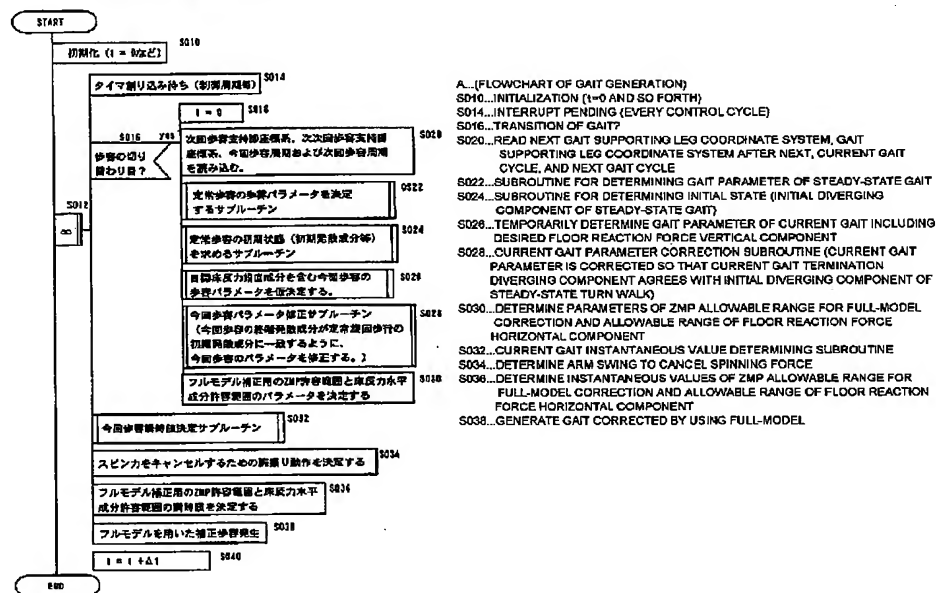 START
初期化 (t = 0など)
S010
タイマ割り込み待ち (制御周期毎)
S014
S016
yes
歩容の切り
替わり目?
t = 0
S018
次回歩容支持脚座標系、次次回歩容支持脚
座標系、今回歩容周期および次回歩容周期
を読み込む。
S020
定常歩容の歩容パラメータを決定
するサブルーチン
S022
定常歩容の初期状態 (初期発散成分等)
を求めるサブルーチン
S024
目標床反力鉛直成分を含む今回歩容の
歩容パラメータを仮決定する。
S026
今回歩容パラメータ修正サブルーチン
(今回歩容の終端発散成分が定常旋回歩行の
初期発散成分に一致するように、
今回歩容のパラメータを修正する。)
S028
フルモデル補正用のZMP許容範囲と床反力水平
成分許容範囲のパラメータを決定する
S030
S012
∞
今回歩容瞬時値決定サブルーチン
S032
スピン力をキャンセルするための腕振り動作を決定する
S034
フルモデル補正用のZMP許容範囲と床反力水平
成分許容範囲の瞬時値を決定する
S036
フルモデルを用いた補正歩容発生
S038
t = t +Δt
S040
END
A...(FLOWCHART OF GAIT GENERATION)
S010...INITIALIZATION (t=0 AND SO FORTH)
S014...INTERRUPT PENDING (EVERY CONTROL CYCLE)
S016...TRANSITION OF GAIT?
S020...READ NEXT GAIT SUPPORTING LEG COORDINATE SYSTEM, GAIT
SUPPORTING LEG COORDINATE SYSTEM AFTER NEXT, CURRENT GAIT
CYCLE, AND NEXT GAIT CYCLE
S022...SUBROUTINE FOR DETERMINING GAIT PARAMETER OF STEADY-STATE GAIT
S024...SUBROUTINE FOR DETERMINING INITIAL STATE (INITIAL DIVERGING
COMPONENT OF STEADY-STATE GAIT)
S026...TEMPORARILY DETERMINE GAIT PARAMETER OF CURRENT GAIT INCLUDING
DESIRED FLOOR REACTION FORCE VERTICAL COMPONENT
S028...CURRENT GAIT PARAMETER CORRECTION SUBROUTINE (CURRENT GAIT
PARAMETER IS CORRECTED SO THAT CURRENT GAIT TERMINATION
DIVERGING COMPONENT AGREES WITH INITIAL DIVERGING COMPONENT OF
STEADY-STATE TURN WALK)
S030...DETERMINE PARAMETERS OF ZMP ALLOWABLE RANGE FOR FULL-MODEL
CORRECTION AND ALLOWABLE RANGE OF FLOOR REACTION FORCE
HORIZONTAL COMPONENT
S032...CURRENT GAIT INSTANTANEOUS VALUE DETERMINING SUBROUTINE
S034...DETERMINE ARM SWING TO CANCEL SPINNING FORCE
S036...DETERMINE INSTANTANEOUS VALUES OF ZMP ALLOWABLE RANGE FOR
FULL-MODEL CORRECTION AND ALLOWABLE RANGE OF FLOOR REACTION
FORCE HORIZONTAL COMPONENT
S038...GENERATE GAIT CORRECTED BY USING FULL-MODEL